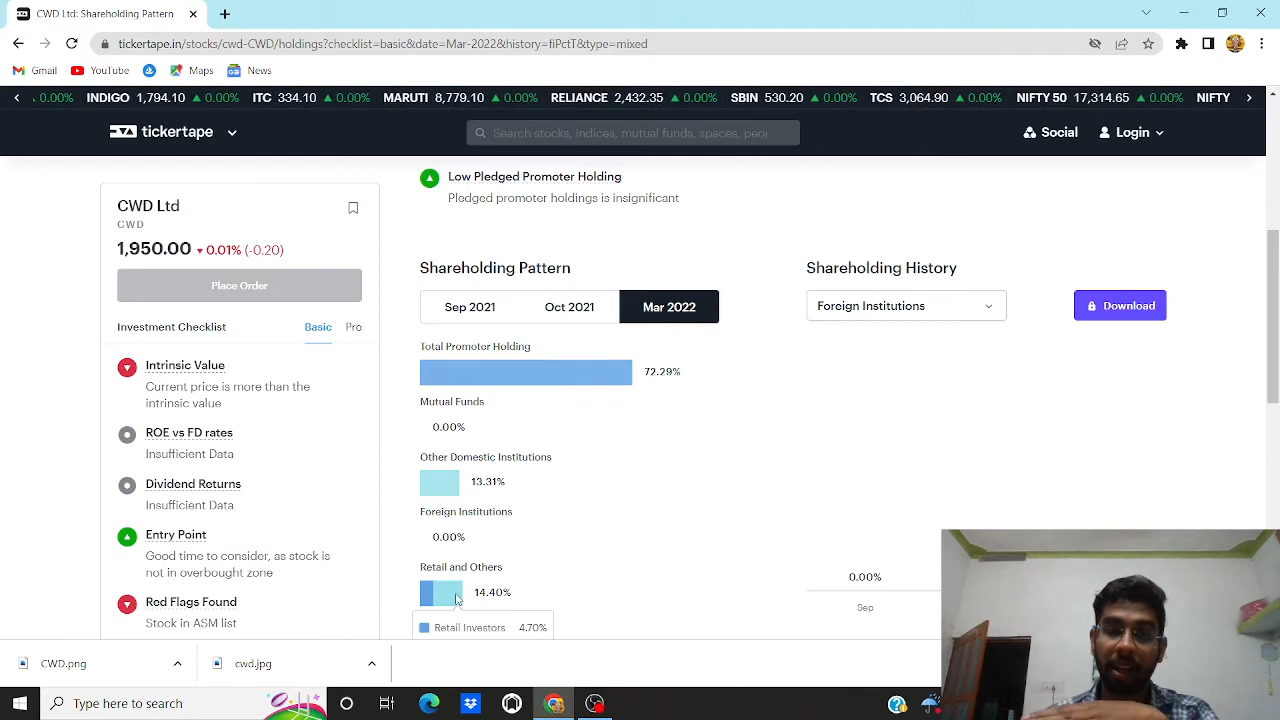 CWD Ltd: Shareholding Pattern
tickertape.in/stocks/cwd-CWD/holdings?checklist=basic&date=Mar-2022&history=fiPctT&type=mixed
Gmail YouTube Maps News
0.00% INDIGO 1,794.10 0.00% ITC 334.10 0.00% MARUTI 8,779.10 0.00% RELIANCE 2,432.35 0.00% SBIN 530.20 0.00% TCS 3,064.90 0.00% NIFTY 50 17,314.65 0.00% NIFTY
tickertape Search stocks, indices, mutual funds, spaces, peop Social Login
Low Pledged Promoter Holding
Pledged promoter holdings is insignificant
CWD Ltd
CWD
1,950.00 0.01% (-0.20)
Place Order
Investment Checklist Basic Pro
Intrinsic Value
Current price is more than the
intrinsic value
ROE vs FD rates
Insufficient Data
Dividend Returns
Insufficient Data
Entry Point
Good time to consider, as stock is
not in overbought zone
Red Flags Found
Stock in ASM list
Shareholding Pattern
Sep 2021 Oct 2021 Mar 2022
Total Promoter Holding
72.29%
Mutual Funds
0.00%
Other Domestic Institutions
13.31%
Foreign Institutions
0.00%
Retail and Others
14.40%
Retail Investors 4.70%
Shareholding History
Foreign Institutions Download
0.00%
Sep
CWD.png cwd.jpg
Type here to search